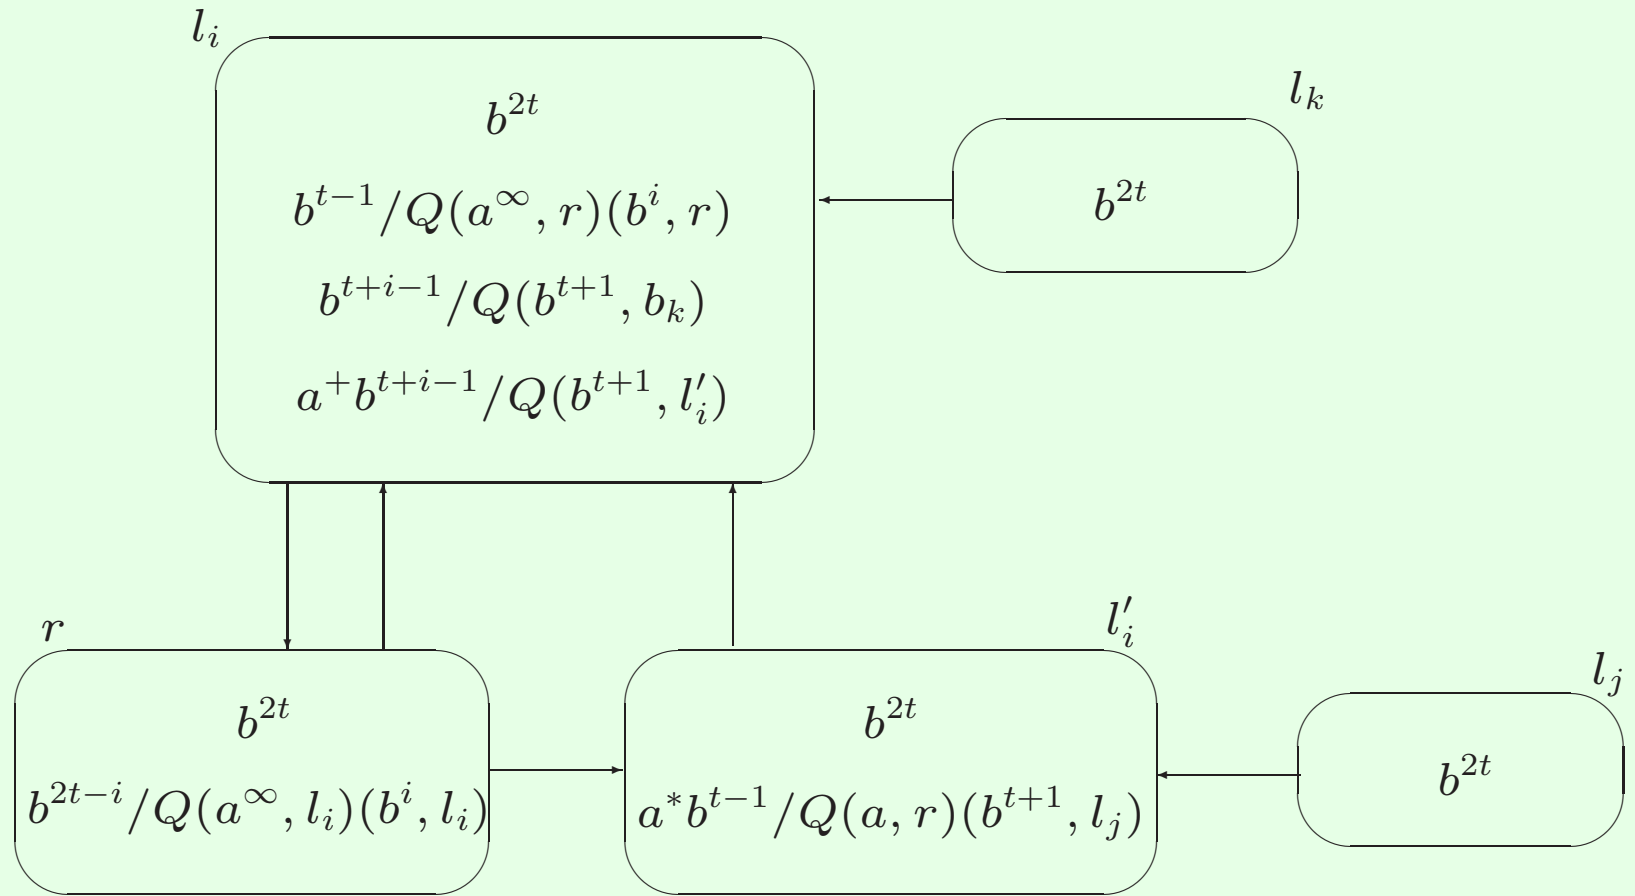 l_i
b^{2t}
b^{t-1}/Q(a^∞, r)(b^i, r)
b^{t+i-1}/Q(b^{t+1}, b_k)
a^+b^{t+i-1}/Q(b^{t+1}, l'_i)
l_k
b^{2t}
r
b^{2t}
b^{2t-i}/Q(a^∞, l_i)(b^i, l_i)
l'_i
b^{2t}
a^*b^{t-1}/Q(a, r)(b^{t+1}, l_j)
l_j
b^{2t}